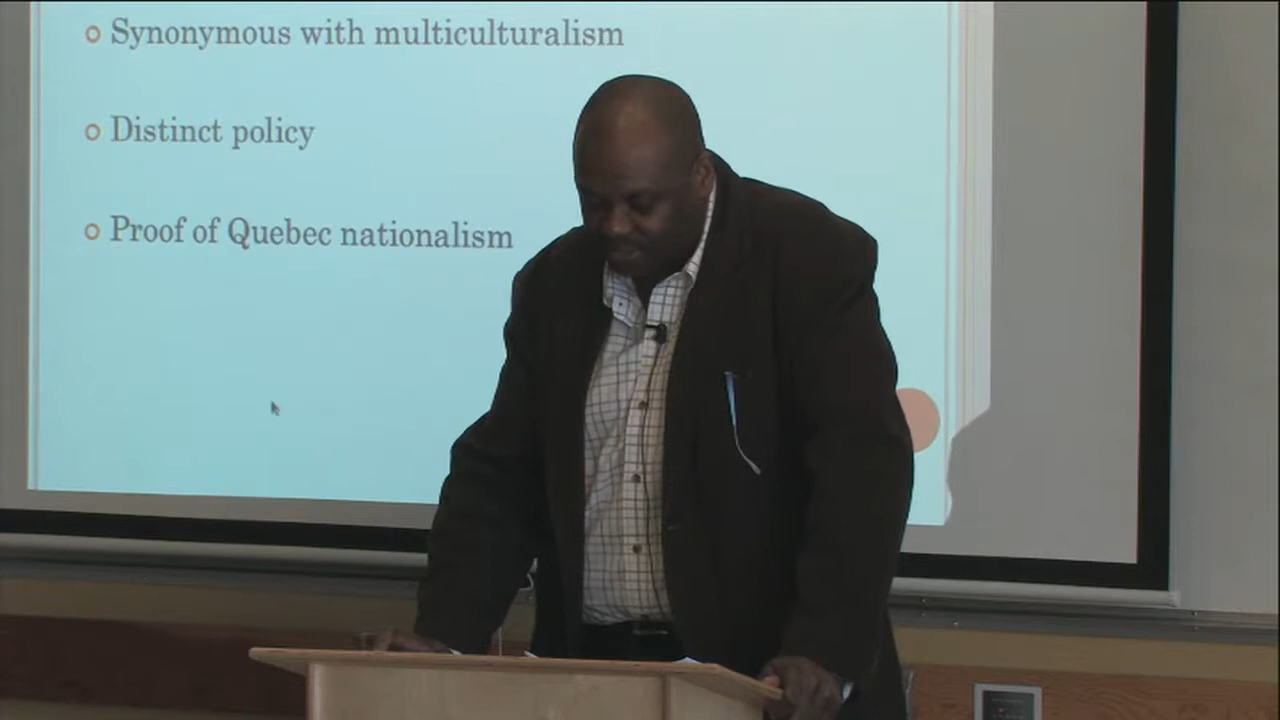 Synonymous with multiculturalism
Distinct policy
Proof of Quebec nationalism